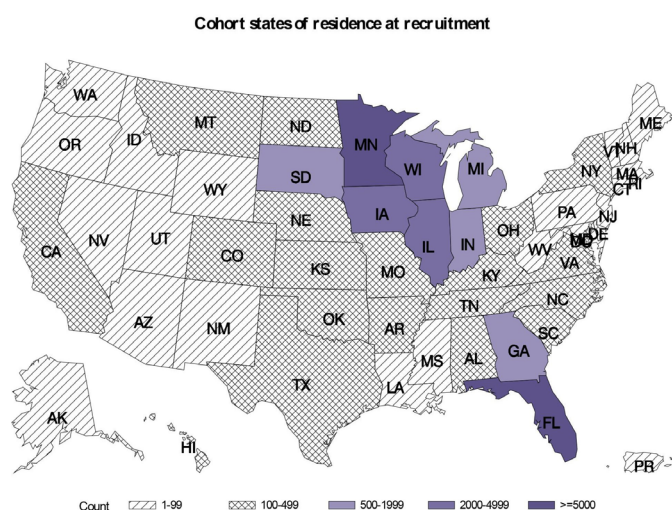 Cohort states of residence at recruitment
WA
MT
ND
MN
ME
OR
ID
VT
NH
WI
MI
NY
MA
SD
WY
CT
RI
IA
PA
NJ
NE
OH
NV
UT
IL
IN
DE
CA
CO
WV
DC
KS
MO
KY
VA
OK
TN
NC
AZ
NM
AR
SC
MS
AL
GA
TX
LA
AK
FL
HI
PR
Count 1-99 100-499 500-1999 2000-4999 >=5000